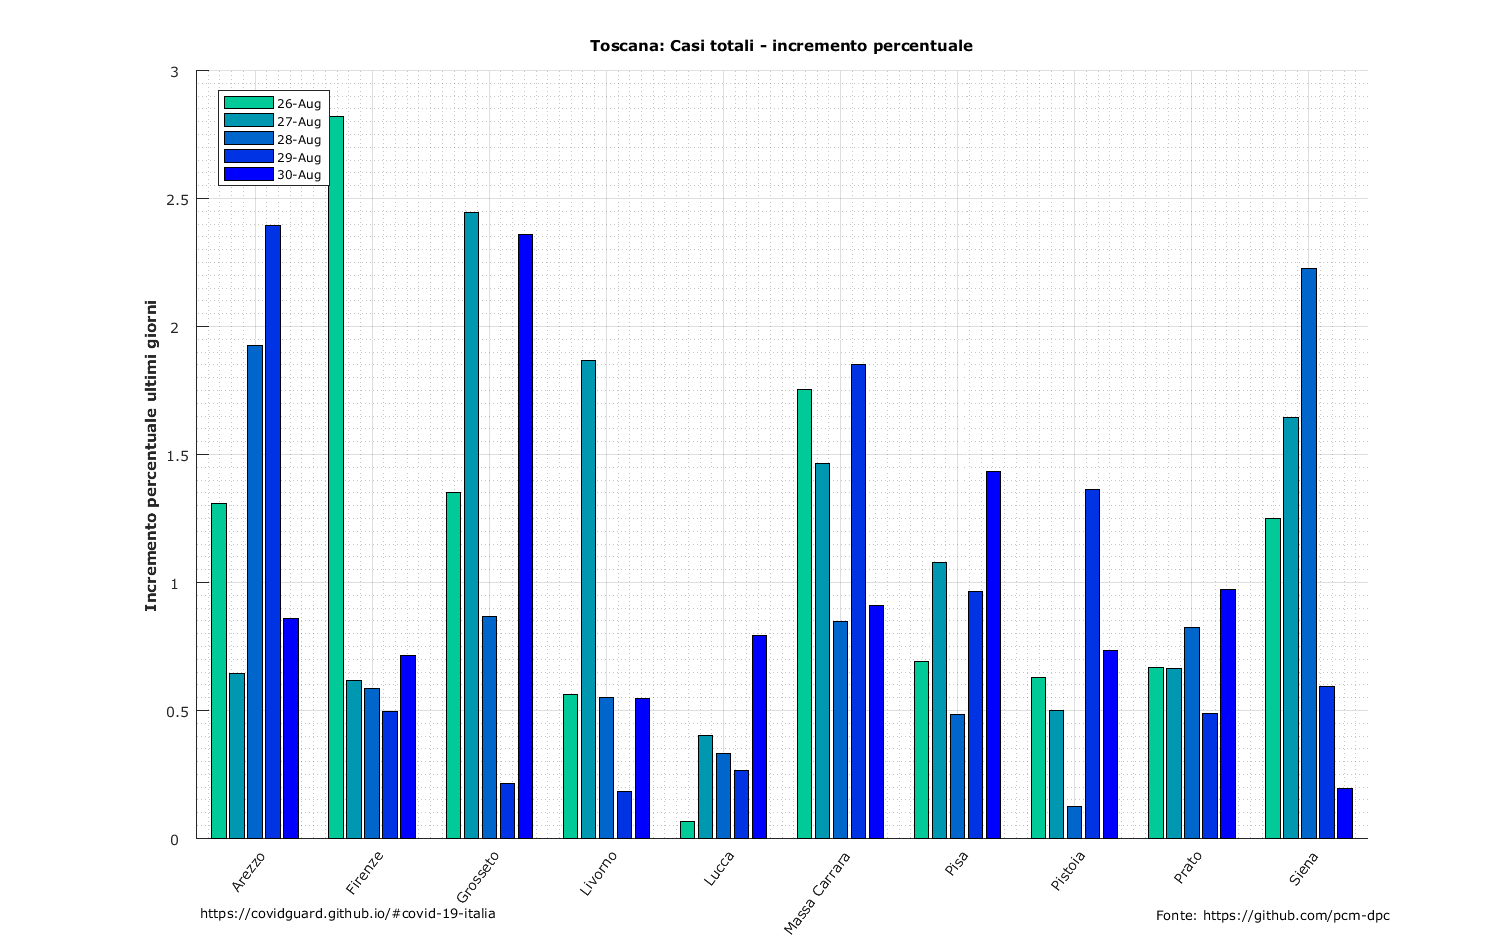 Toscana: Casi totali - incremento percentuale
3
2.5
2
1.5
1
0.5
0
Incremento percentuale ultimi giorni
26-Aug
27-Aug
28-Aug
29-Aug
30-Aug
Arezzo
Firenze
Grosseto
Livorno
Lucca
Massa Carrara
Pisa
Pistoia
Prato
Siena
https://covidguard.github.io/#covid-19-italia
Fonte: https://github.com/pcm-dpc